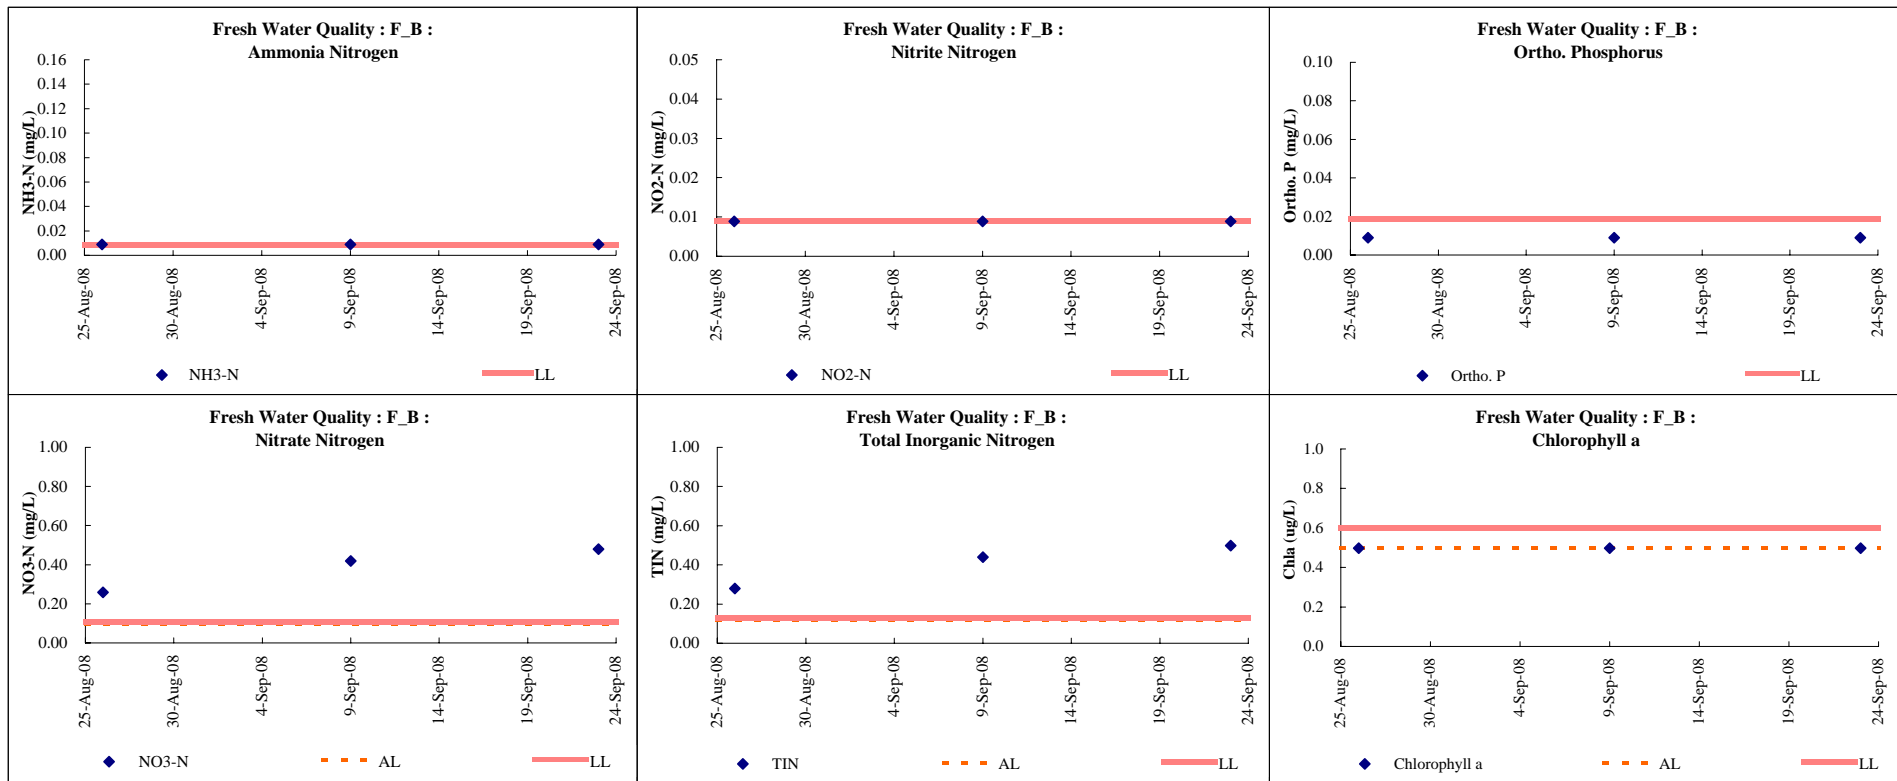 Fresh Water Quality : F_B :
Ammonia Nitrogen
NH3-N (mg/L)
0.16
0.14
0.12
0.10
0.08
0.06
0.04
0.02
0.00
25-Aug-08
30-Aug-08
4-Sep-08
9-Sep-08
14-Sep-08
19-Sep-08
24-Sep-08
NH3-N
LL
Fresh Water Quality : F_B :
Nitrite Nitrogen
NO2-N (mg/L)
0.05
0.04
0.03
0.02
0.01
0.00
25-Aug-08
30-Aug-08
4-Sep-08
9-Sep-08
14-Sep-08
19-Sep-08
24-Sep-08
NO2-N
LL
Fresh Water Quality : F_B :
Ortho. Phosphorus
Ortho. P (mg/L)
0.10
0.08
0.06
0.04
0.02
0.00
25-Aug-08
30-Aug-08
4-Sep-08
9-Sep-08
14-Sep-08
19-Sep-08
24-Sep-08
Ortho. P
LL
Fresh Water Quality : F_B :
Nitrate Nitrogen
NO3-N (mg/L)
1.00
0.80
0.60
0.40
0.20
0.00
25-Aug-08
30-Aug-08
4-Sep-08
9-Sep-08
14-Sep-08
19-Sep-08
24-Sep-08
NO3-N
AL
LL
Fresh Water Quality : F_B :
Total Inorganic Nitrogen
TIN (mg/L)
1.00
0.80
0.60
0.40
0.20
0.00
25-Aug-08
30-Aug-08
4-Sep-08
9-Sep-08
14-Sep-08
19-Sep-08
24-Sep-08
TIN
AL
LL
Fresh Water Quality : F_B :
Chlorophyll a
Chla (ug/L)
1.0
0.8
0.6
0.4
0.2
0.0
25-Aug-08
30-Aug-08
4-Sep-08
9-Sep-08
14-Sep-08
19-Sep-08
24-Sep-08
Chlorophyll a
AL
LL